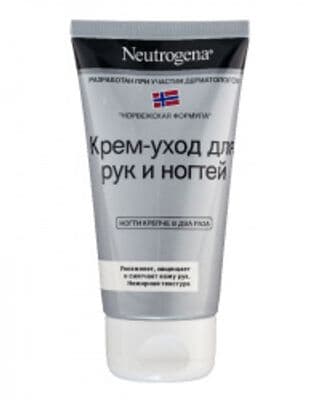 Neutrogena®
РАЗРАБОТАН ПРИ УЧАСТИИ ДЕРМАТОЛОГОВ
"НОРВЕЖСКАЯ ФОРМУЛА"
Крем-уход для
рук и ногтей
НОГТИ КРЕПЧЕ В ДВА РАЗА
Увлажняет, защищает
и смягчает кожу рук.
Нежирная текстура.